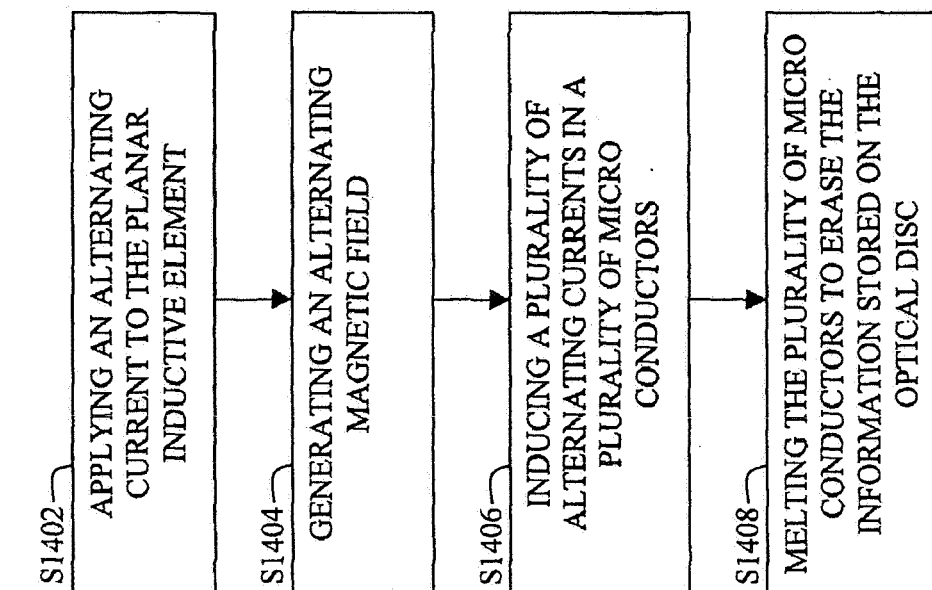 S1402
APPLYING AN ALTERNATING
CURRENT TO THE PLANAR
INDUCTIVE ELEMENT
S1404
GENERATING AN ALTERNATING
MAGNETIC FIELD
S1406
INDUCING A PLURALITY OF
ALTERNATING CURRENTS IN A
PLURALITY OF MICRO
CONDUCTORS
S1408
MELTING THE PLURALITY OF MICRO
CONDUCTORS TO ERASE THE
INFORMATION STORED ON THE
OPTICAL DISC